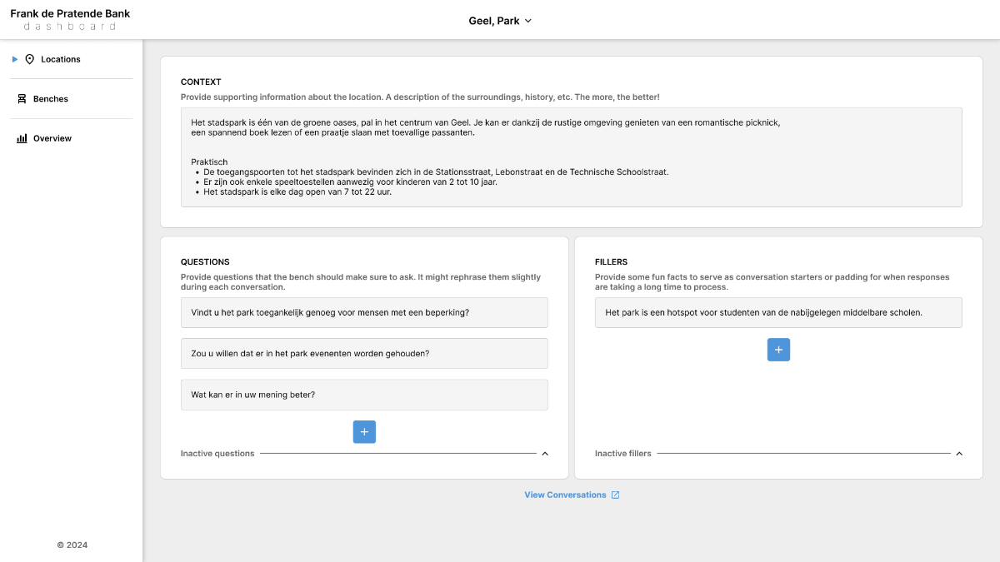 Frank de Pratende Bank
dashboard
Geel, Park
Locations
Benches
Overview
© 2024
CONTEXT
Provide supporting information about the location. A description of the surroundings, history, etc. The more, the better!
Het stadspark is één van de groene oases, pal in het centrum van Geel. Je kan er dankzij de rustige omgeving genieten van een romantische picknick,
een spannend boek lezen of een praatje slaan met toevallige passanten.
Praktisch
• De toegangspoorten tot het stadspark bevinden zich in de Stationsstraat, Lebonstraat en de Technische Schoolstraat.
• Er zijn ook enkele speeltoestellen aanwezig voor kinderen van 2 tot 10 jaar.
• Het stadspark is elke dag open van 7 tot 22 uur.
QUESTIONS
Provide questions that the bench should make sure to ask. It might rephrase them slightly
during each conversation.
Vindt u het park toegankelijk genoeg voor mensen met een beperking?
Zou u willen dat er in het park evenenten worden gehouden?
Wat kan er in uw mening beter?
+
Inactive questions
FILLERS
Provide some fun facts to serve as conversation starters or padding for when responses
are taking a long time to process.
Het park is een hotspot voor studenten van de nabijgelegen middelbare scholen.
+
Inactive fillers
View Conversations